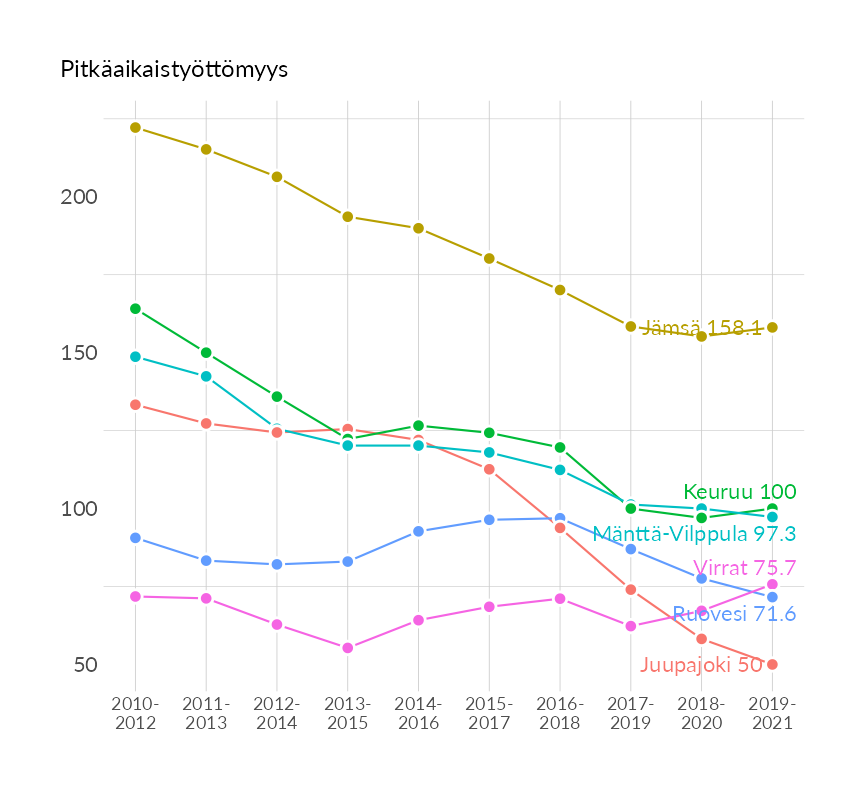 Pitkäaikaistyöttömyys
200
150
100
50
Jämsä 158.1
Keuruu 100
Mänttä-Vilppula 97.3
Virrat 75.7
Ruovesi 71.6
Juupajoki 50
2010- 2011- 2012- 2013- 2014- 2015- 2016- 2017- 2018- 2019-
2012 2013 2014 2015 2016 2017 2018 2019 2020 2021